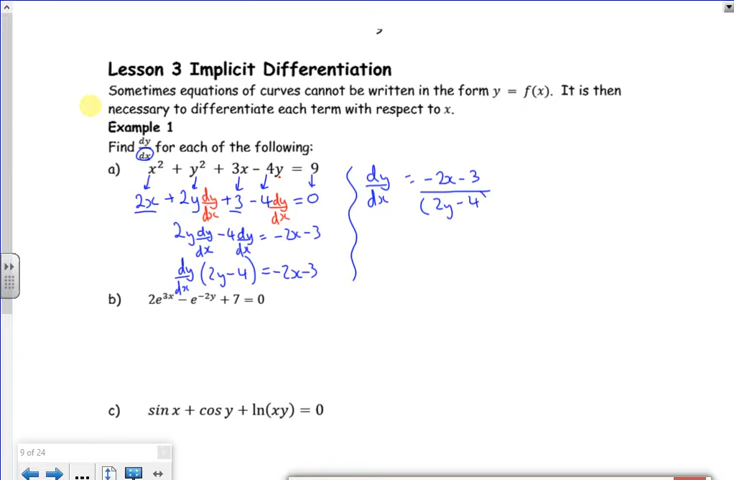 Lesson 3 Implicit Differentiation
Sometimes equations of curves cannot be written in the form y = f(x). It is then
necessary to differentiate each term with respect to x.
Example 1
Find dy/dx for each of the following:
a) x² + y² + 3x − 4y = 9
2x + 2y dy/dx + 3 − 4 dy/dx = 0
2y dy/dx − 4 dy/dx = −2x − 3
dy/dx (2y − 4) = −2x − 3
dy/dx = −2x − 3 / (2y − 4)
b) 2e³ˣ − e⁻²ʸ + 7 = 0
c) sin x + cos y + ln(xy) = 0
9 of 24